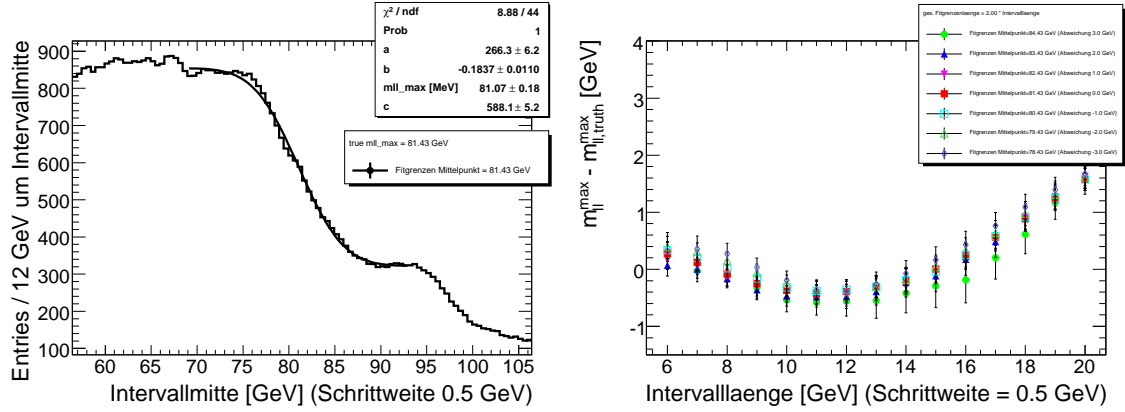 χ² / ndf 8.88 / 44
Prob 1
a 266.3 ± 6.2
b -0.1837 ± 0.0110
mll_max [MeV] 81.07 ± 0.18
c 588.1 ± 5.2
true mll_max = 81.43 GeV
Fitgrenzen Mittelpunkt = 81.43 GeV
Entries / 12 GeV um Intervallmitte
900
800
700
600
500
400
300
200
100
60 65 70 75 80 85 90 95 100 105
Intervallmitte [GeV] (Schrittweite 0.5 GeV)
ges. Fitgrenzenlaenge = 2.00 * Intervallaenge
Fitgrenzen Mittelpunkt=84.43 GeV (Abweichung 3.0 GeV)
Fitgrenzen Mittelpunkt=83.43 GeV (Abweichung 2.0 GeV)
Fitgrenzen Mittelpunkt=82.43 GeV (Abweichung 1.0 GeV)
Fitgrenzen Mittelpunkt=81.43 GeV (Abweichung 0.0 GeV)
Fitgrenzen Mittelpunkt=80.43 GeV (Abweichung -1.0 GeV)
Fitgrenzen Mittelpunkt=79.43 GeV (Abweichung -2.0 GeV)
Fitgrenzen Mittelpunkt=78.43 GeV (Abweichung -3.0 GeV)
m_ll^max - m_ll,truth^max [GeV]
4
3
2
1
0
-1
6 7 8 9 10 11 12 13 14 15 16 17 18 19 20
Intervalllaenge [GeV] (Schrittweite = 0.5 GeV)